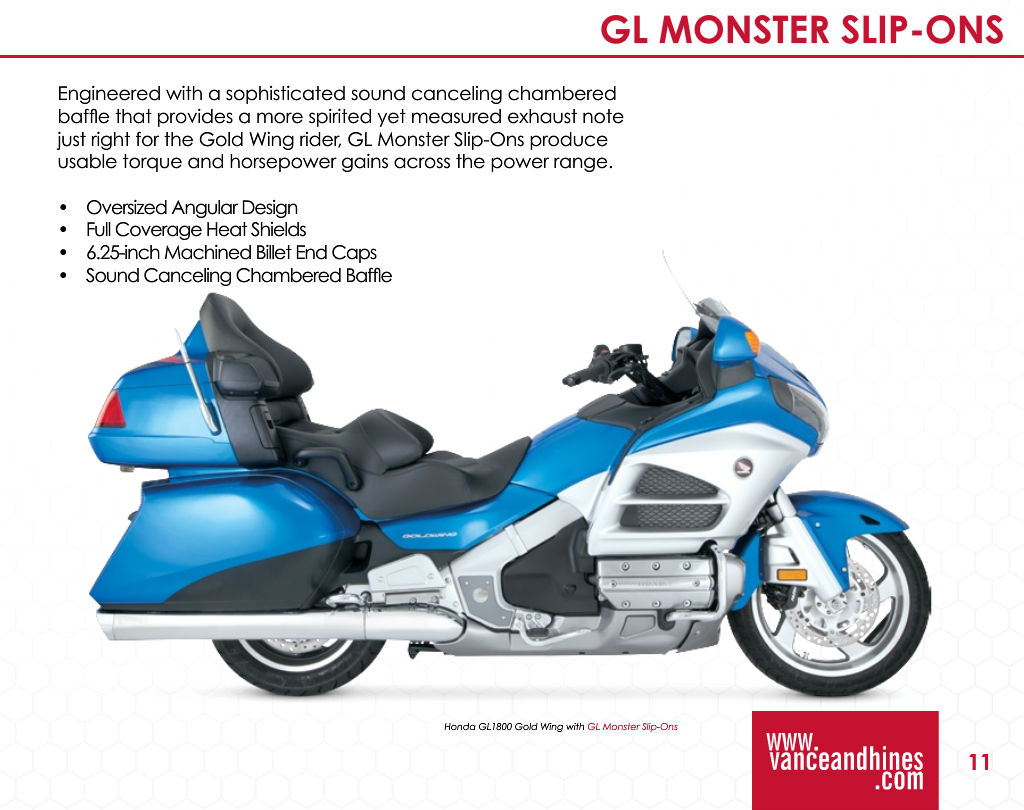 GL MONSTER SLIP-ONS
Engineered with a sophisticated sound canceling chambered
baffle that provides a more spirited yet measured exhaust note
just right for the Gold Wing rider, GL Monster Slip-Ons produce
usable torque and horsepower gains across the power range.
• Oversized Angular Design
• Full Coverage Heat Shields
• 6.25-inch Machined Billet End Caps
• Sound Canceling Chambered Baffle
GOLDWING
Honda GL1800 Gold Wing with GL Monster Slip-Ons
www.
vanceandhines
.com
11